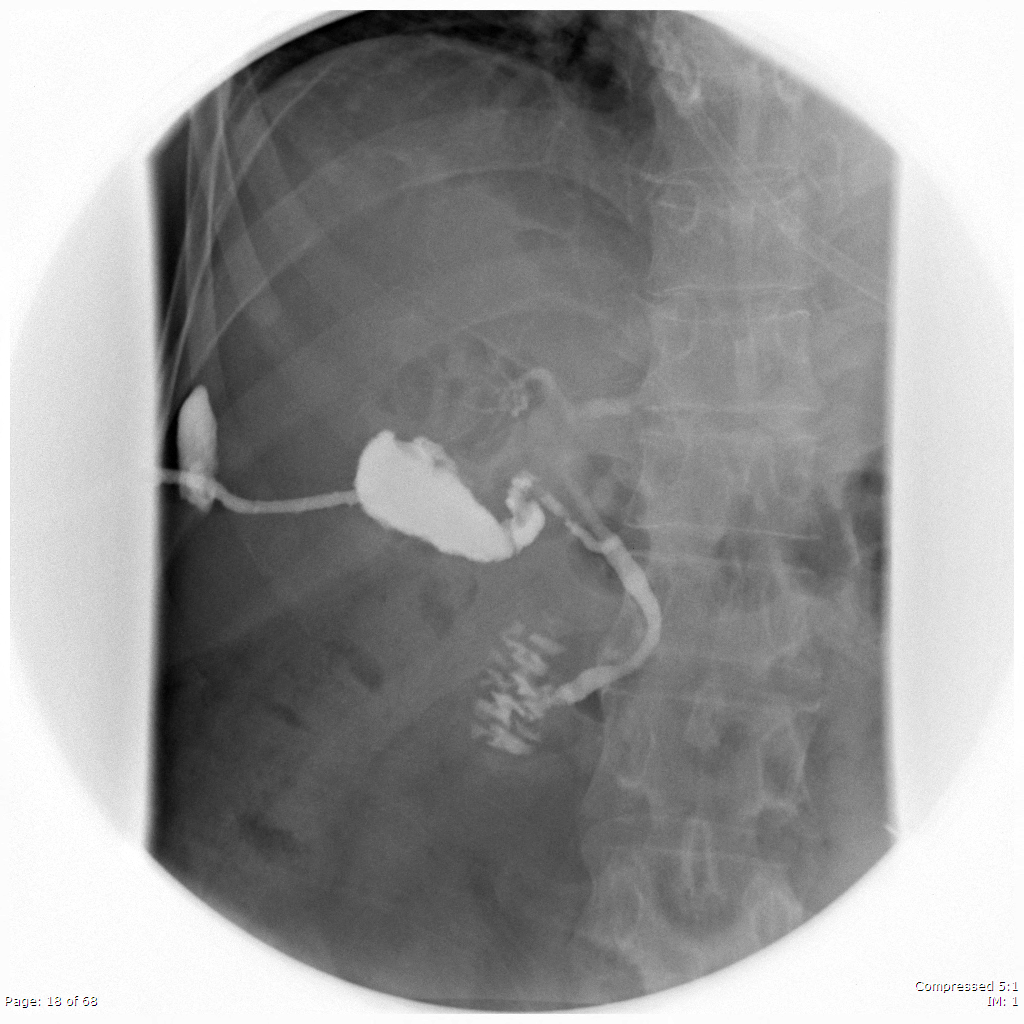 Page: 18 of 68
Compressed 5:1
IM: 1